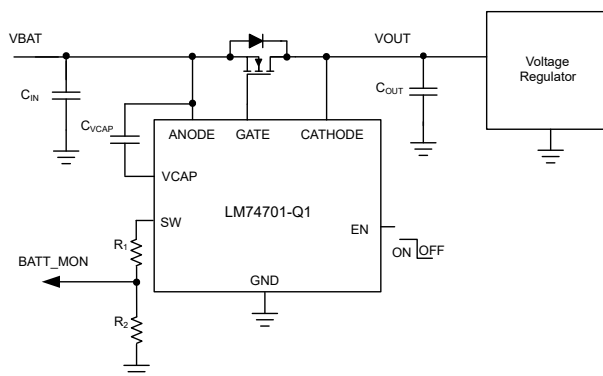 VBAT
VOUT
Voltage
Regulator
CIN
COUT
CVCAP
ANODE
GATE
CATHODE
VCAP
LM74701-Q1
SW
EN
R1
ON
OFF
BATT_MON
GND
R2